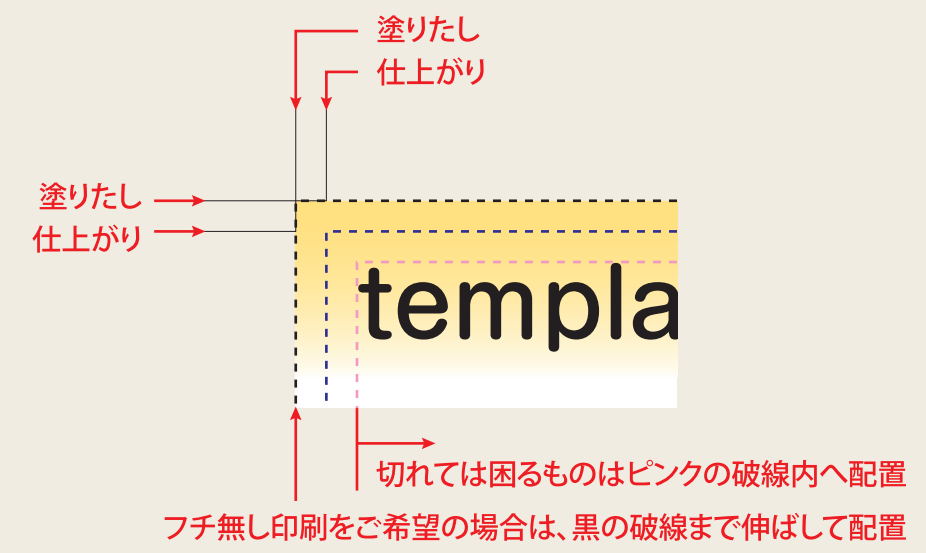 塗りたし
仕上がり
塗りたし
仕上がり
templa
切れては困るものはピンクの破線内へ配置
フチ無し印刷をご希望の場合は、黒の破線まで伸ばして配置